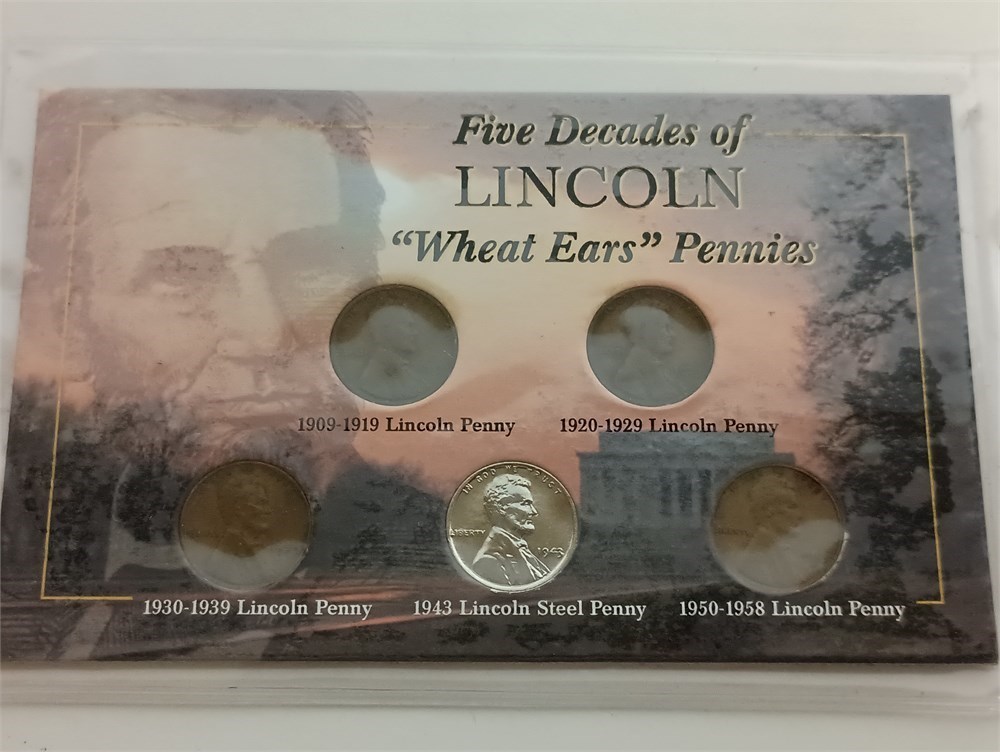 Five Decades of
LINCOLN
“Wheat Ears” Pennies
1909-1919 Lincoln Penny
1920-1929 Lincoln Penny
IN GOD WE TRUST
LIBERTY
1943
1930-1939 Lincoln Penny
1943 Lincoln Steel Penny
1950-1958 Lincoln Penny